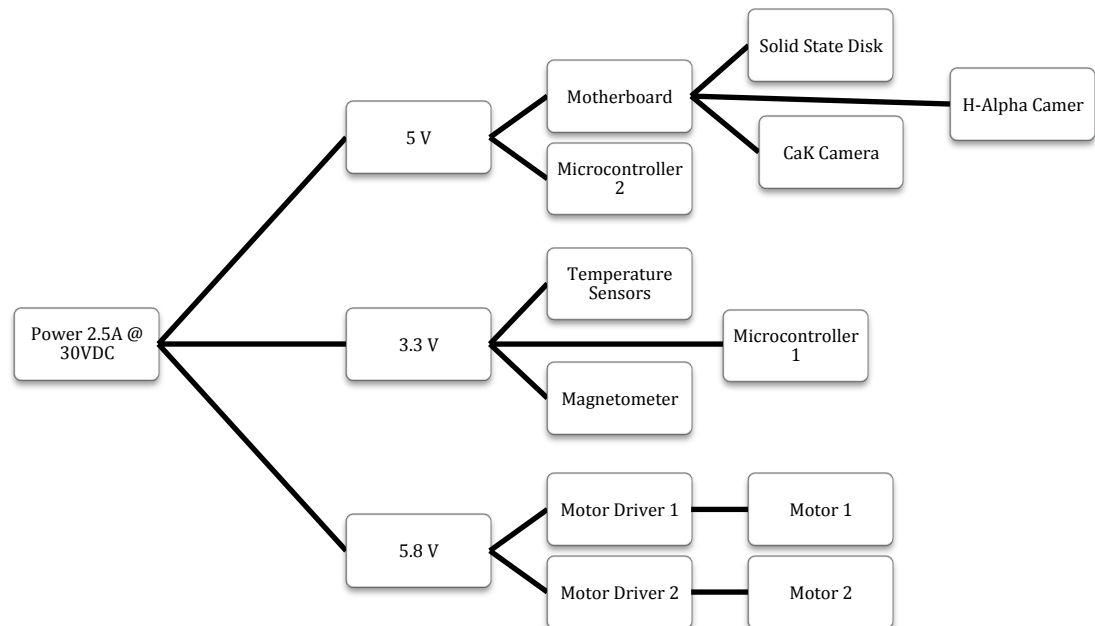 Solid State Disk
Motherboard
H-Alpha Camer
5 V
CaK Camera
Microcontroller
2
Temperature
Sensors
Power 2.5A @
30VDC
3.3 V
Microcontroller
1
Magnetometer
Motor Driver 1
Motor 1
5.8 V
Motor Driver 2
Motor 2